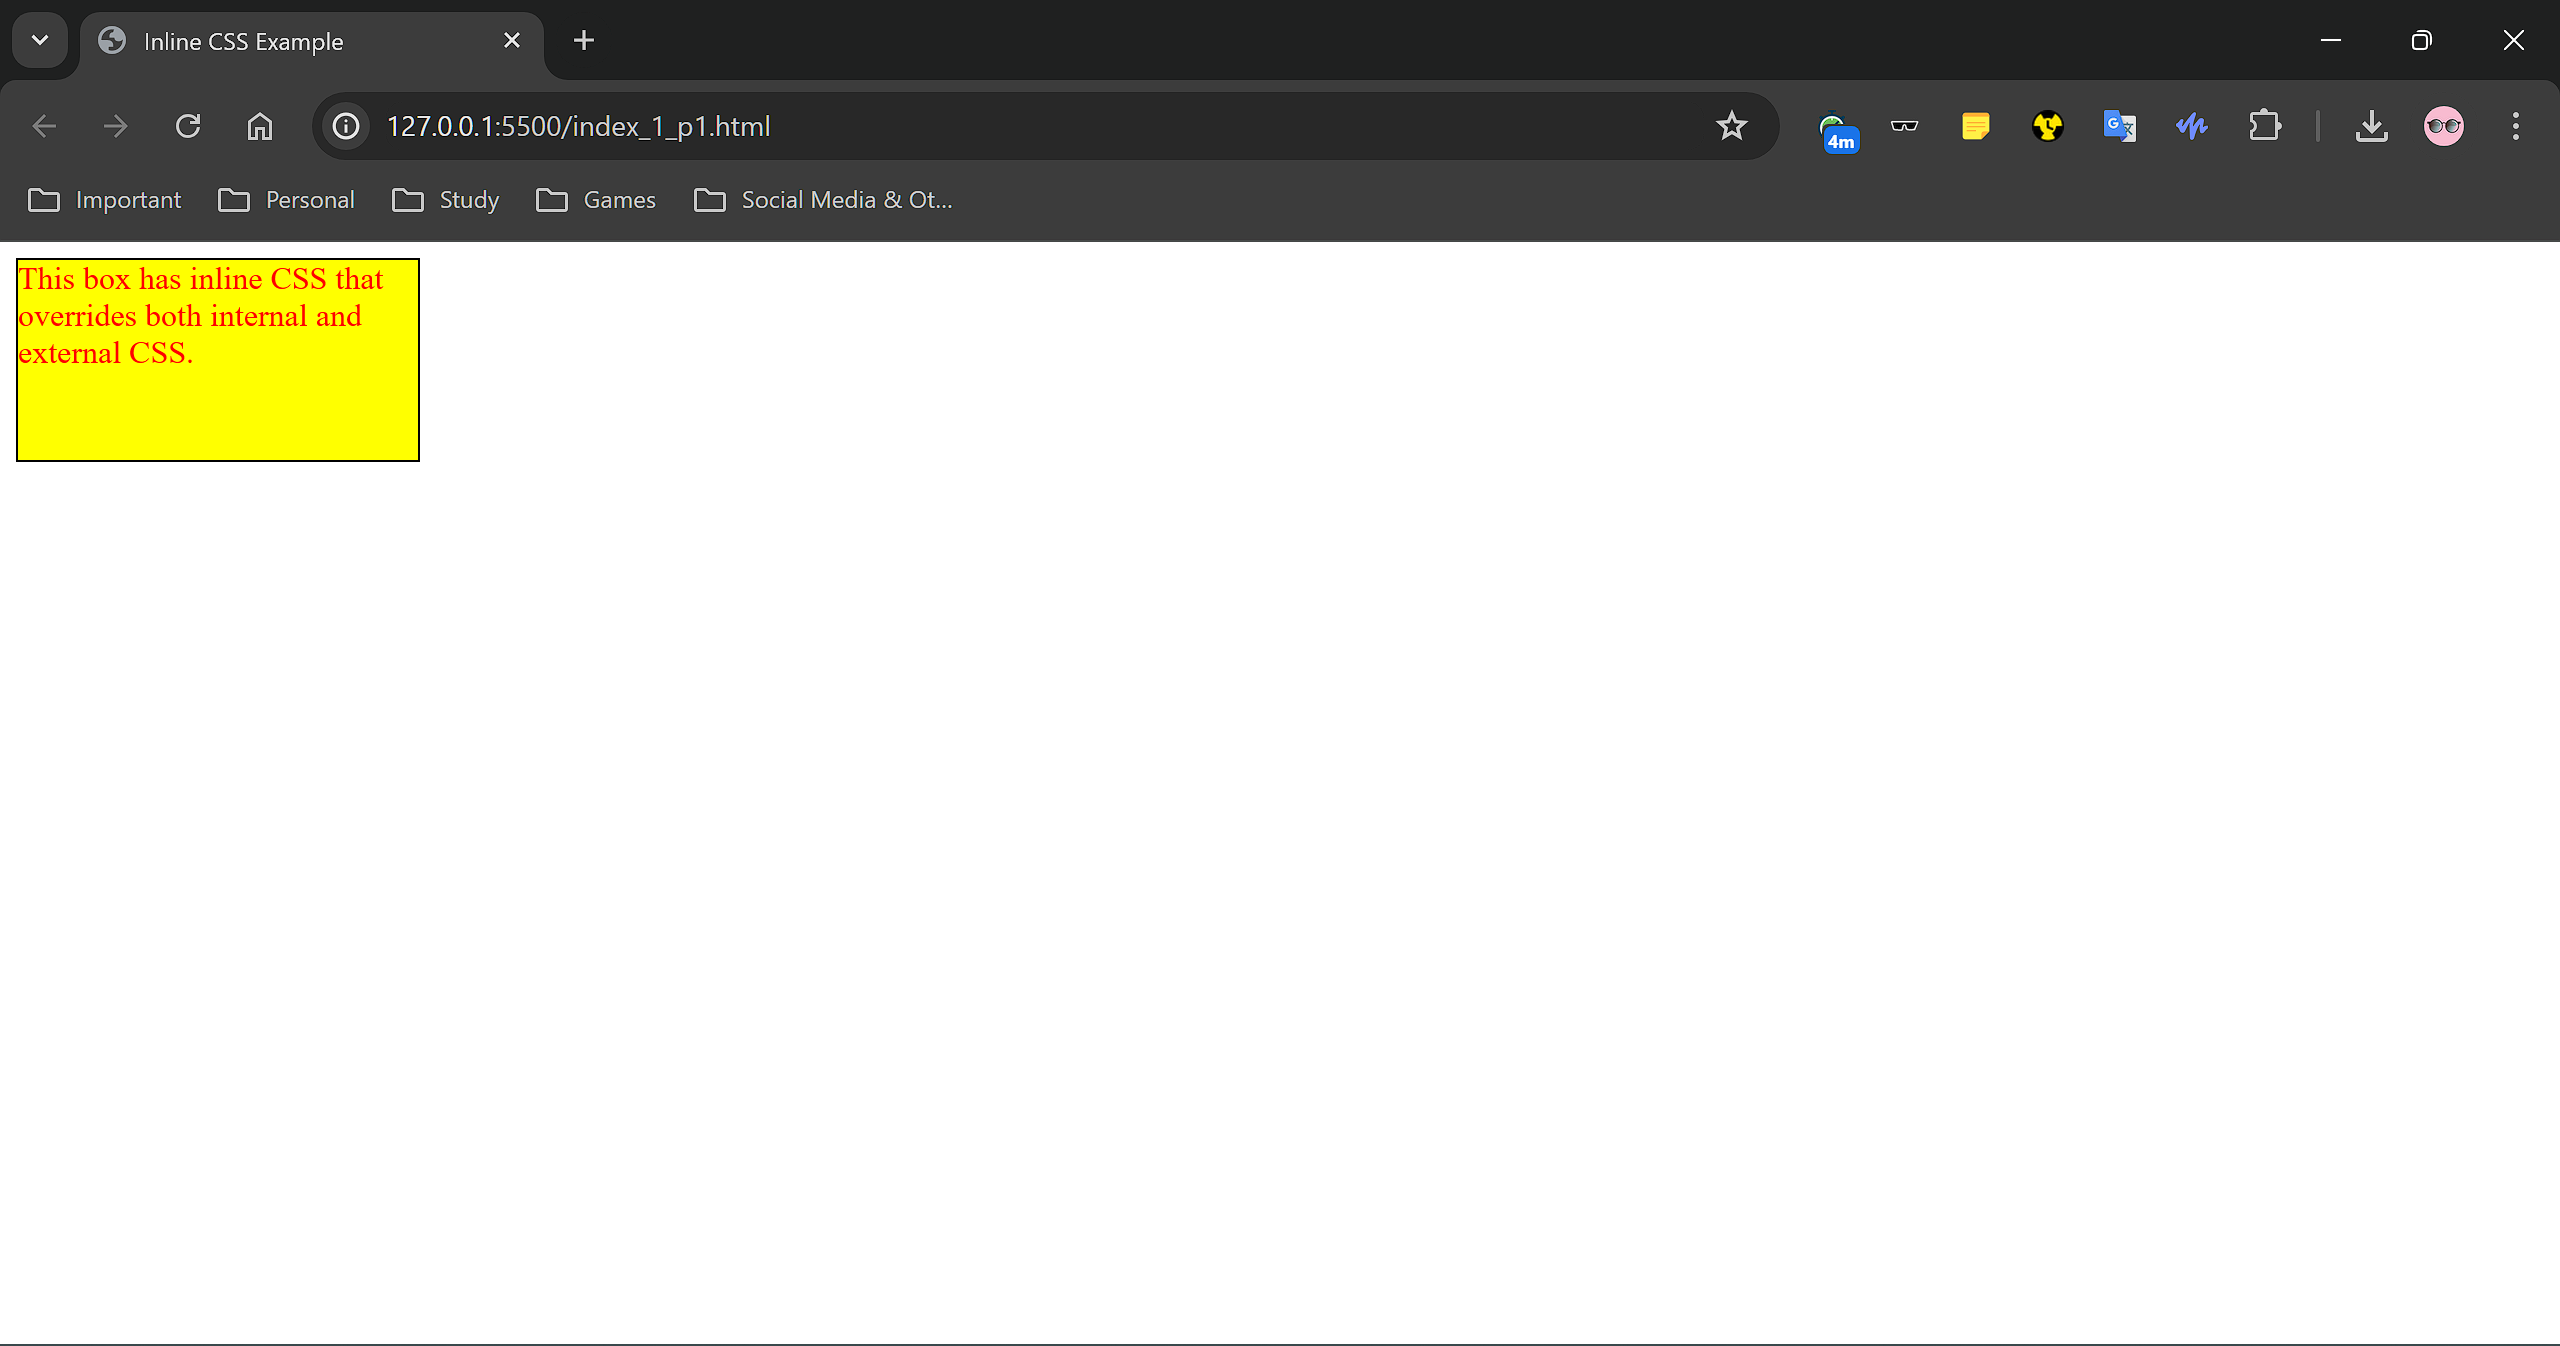 Inline CSS Example
127.0.0.1:5500/index_1_p1.html
4m
Important Personal Study Games Social Media & Ot...
This box has inline CSS that
overrides both internal and
external CSS.